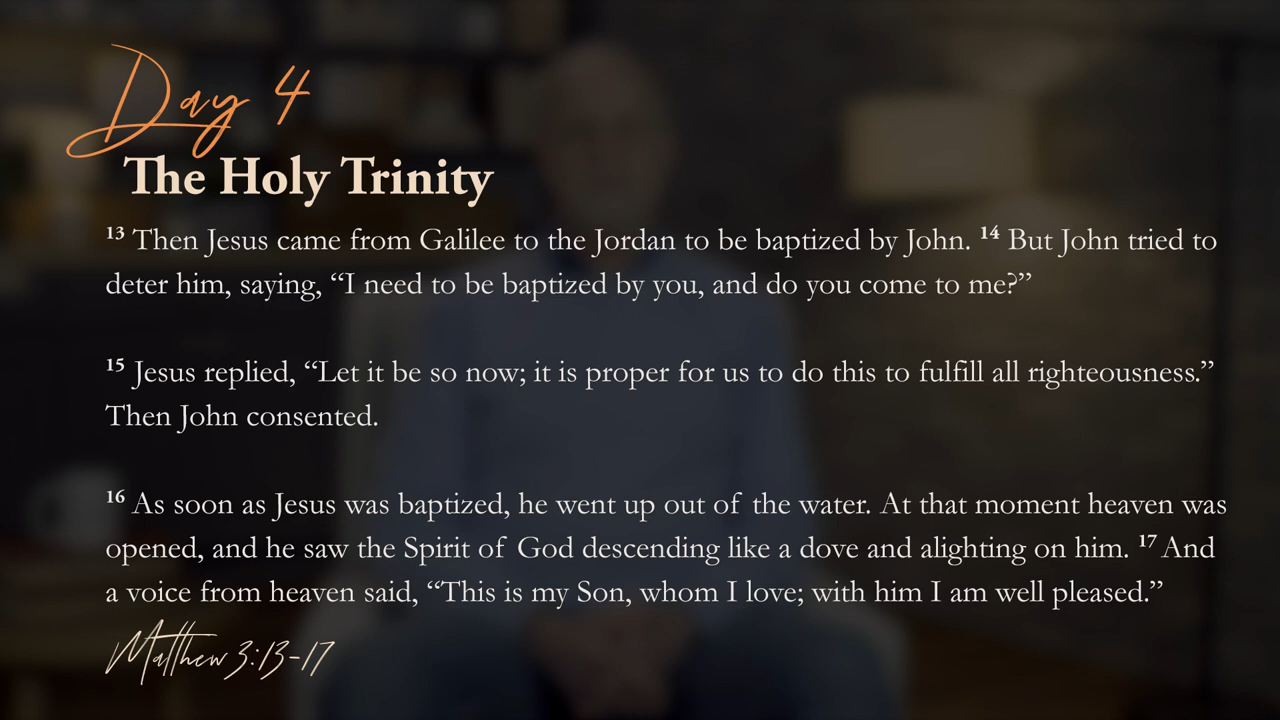 Day 4
The Holy Trinity
¹³ Then Jesus came from Galilee to the Jordan to be baptized by John. ¹⁴ But John tried to
deter him, saying, “I need to be baptized by you, and do you come to me?”
¹⁵ Jesus replied, “Let it be so now; it is proper for us to do this to fulfill all righteousness.”
Then John consented.
¹⁶ As soon as Jesus was baptized, he went up out of the water. At that moment heaven was
opened, and he saw the Spirit of God descending like a dove and alighting on him. ¹⁷ And
a voice from heaven said, “This is my Son, whom I love; with him I am well pleased.”
Matthew 3:13-17